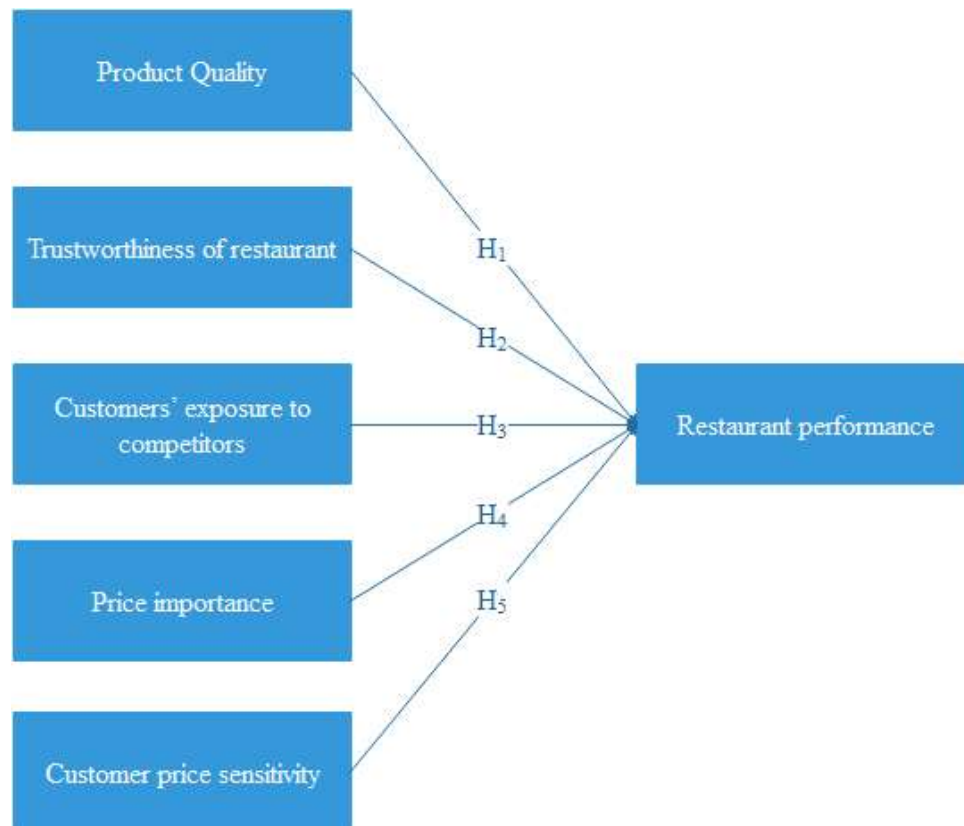 Product Quality
H₁
Trustworthiness of restaurant
H₂
Customers’ exposure to
competitors
H₃
Restaurant performance
H₄
Price importance
H₅
Customer price sensitivity